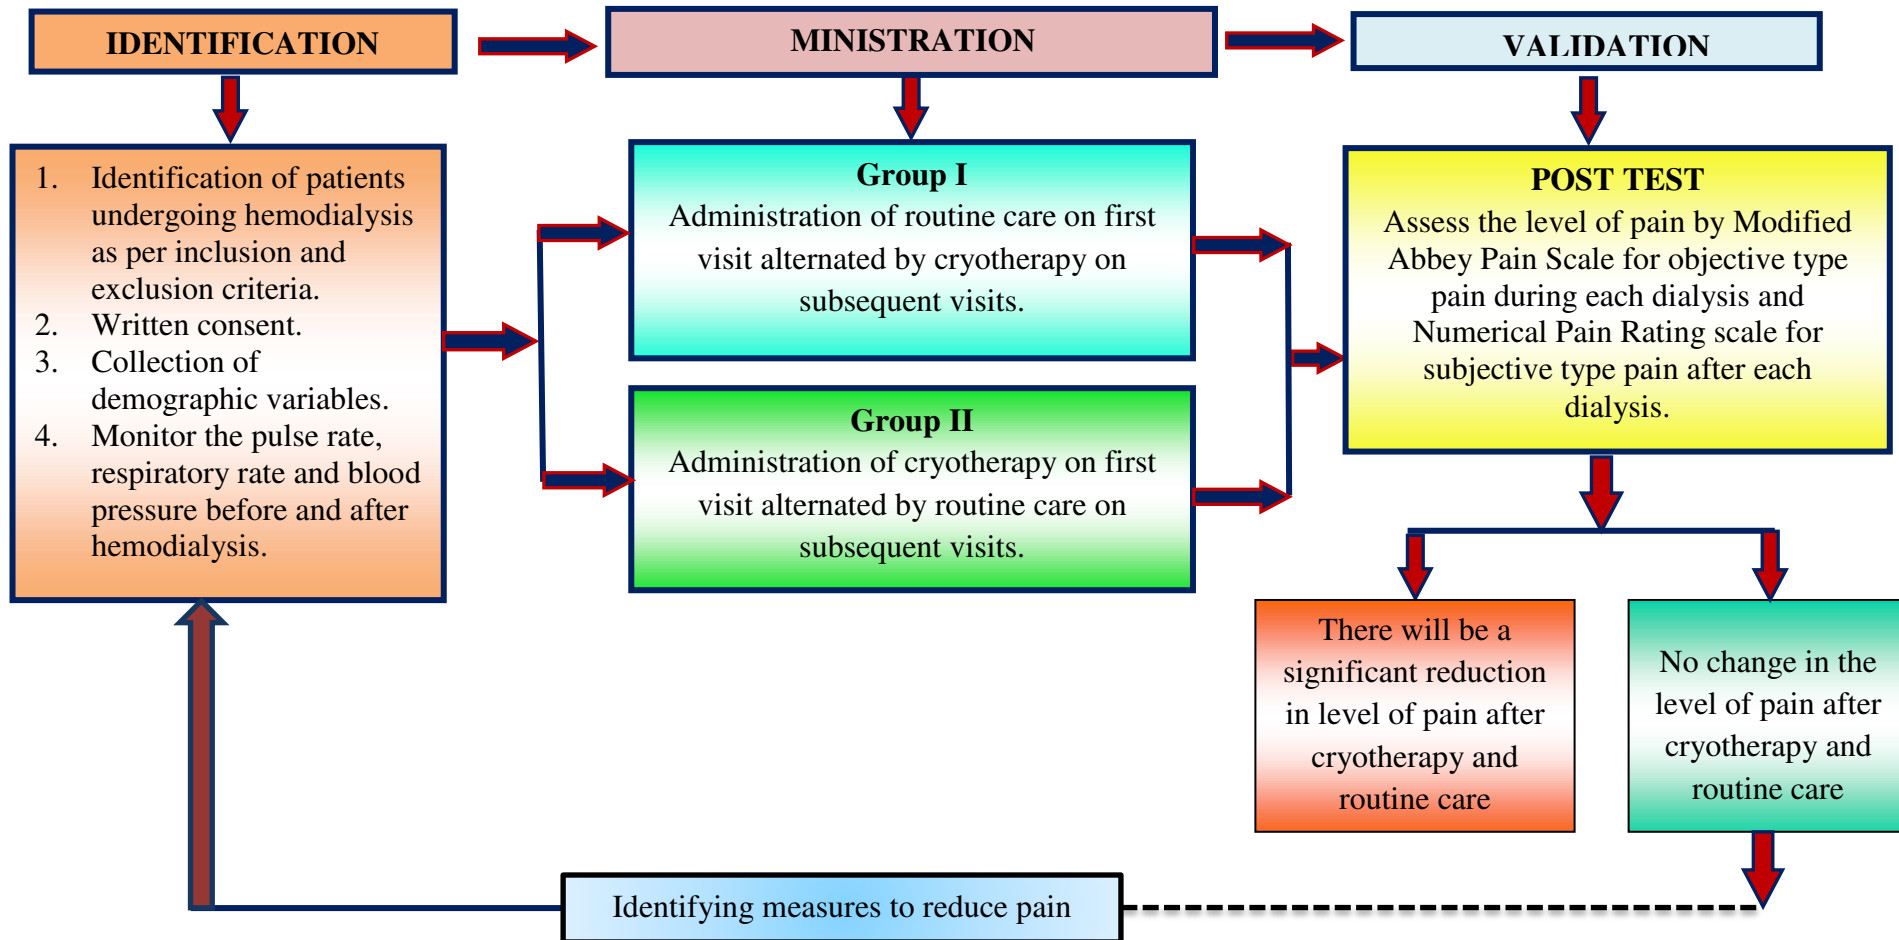 IDENTIFICATION
MINISTRATION
VALIDATION
1. Identification of patients
undergoing hemodialysis
as per inclusion and
exclusion criteria.
2. Written consent.
3. Collection of
demographic variables.
4. Monitor the pulse rate,
respiratory rate and blood
pressure before and after
hemodialysis.
Group I
Administration of routine care on first
visit alternated by cryotherapy on
subsequent visits.
Group II
Administration of cryotherapy on first
visit alternated by routine care on
subsequent visits.
POST TEST
Assess the level of pain by Modified
Abbey Pain Scale for objective type
pain during each dialysis and
Numerical Pain Rating scale for
subjective type pain after each
dialysis.
There will be a
significant reduction
in level of pain after
cryotherapy and
routine care
No change in the
level of pain after
cryotherapy and
routine care
Identifying measures to reduce pain